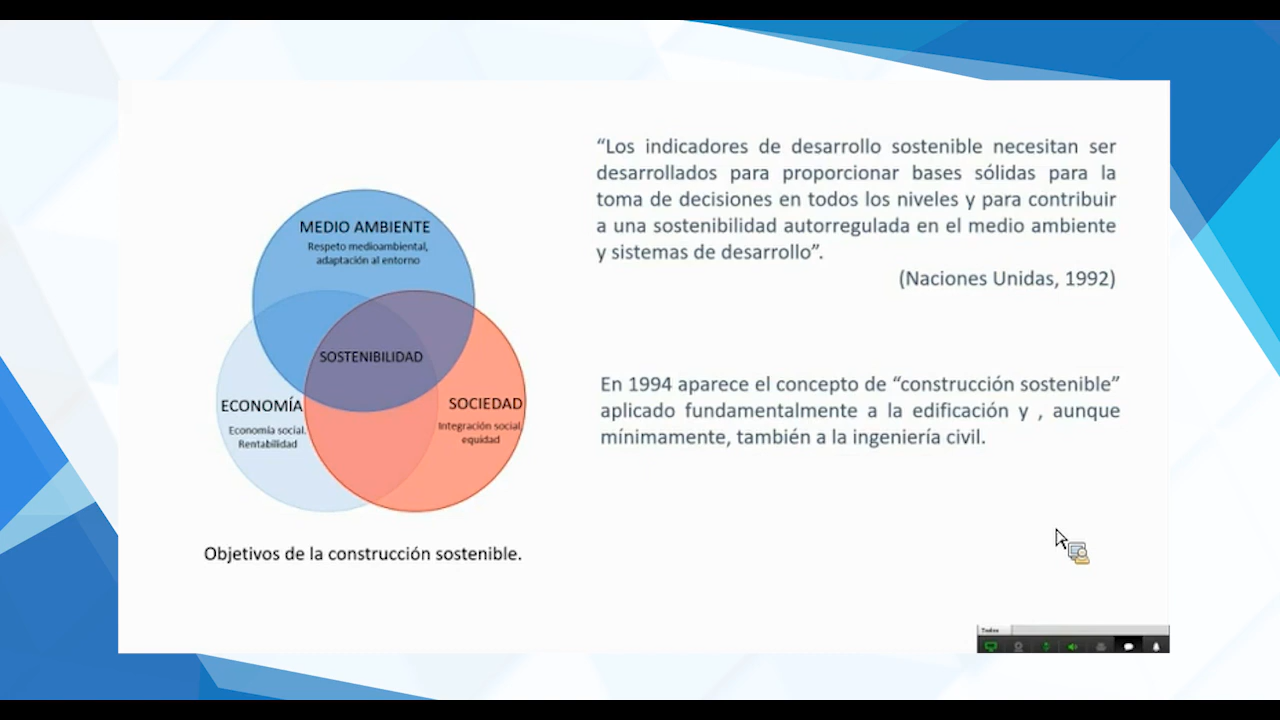 MEDIO AMBIENTE
Respeto medioambiental,
adaptación al entorno
SOSTENIBILIDAD
ECONOMÍA
Economía social.
Rentabilidad
SOCIEDAD
Integración social,
equidad
Objetivos de la construcción sostenible.
“Los indicadores de desarrollo sostenible necesitan ser
desarrollados para proporcionar bases sólidas para la
toma de decisiones en todos los niveles y para contribuir
a una sostenibilidad autorregulada en el medio ambiente
y sistemas de desarrollo”.
(Naciones Unidas, 1992)
En 1994 aparece el concepto de “construcción sostenible”
aplicado fundamentalmente a la edificación y , aunque
mínimamente, también a la ingeniería civil.
Todos